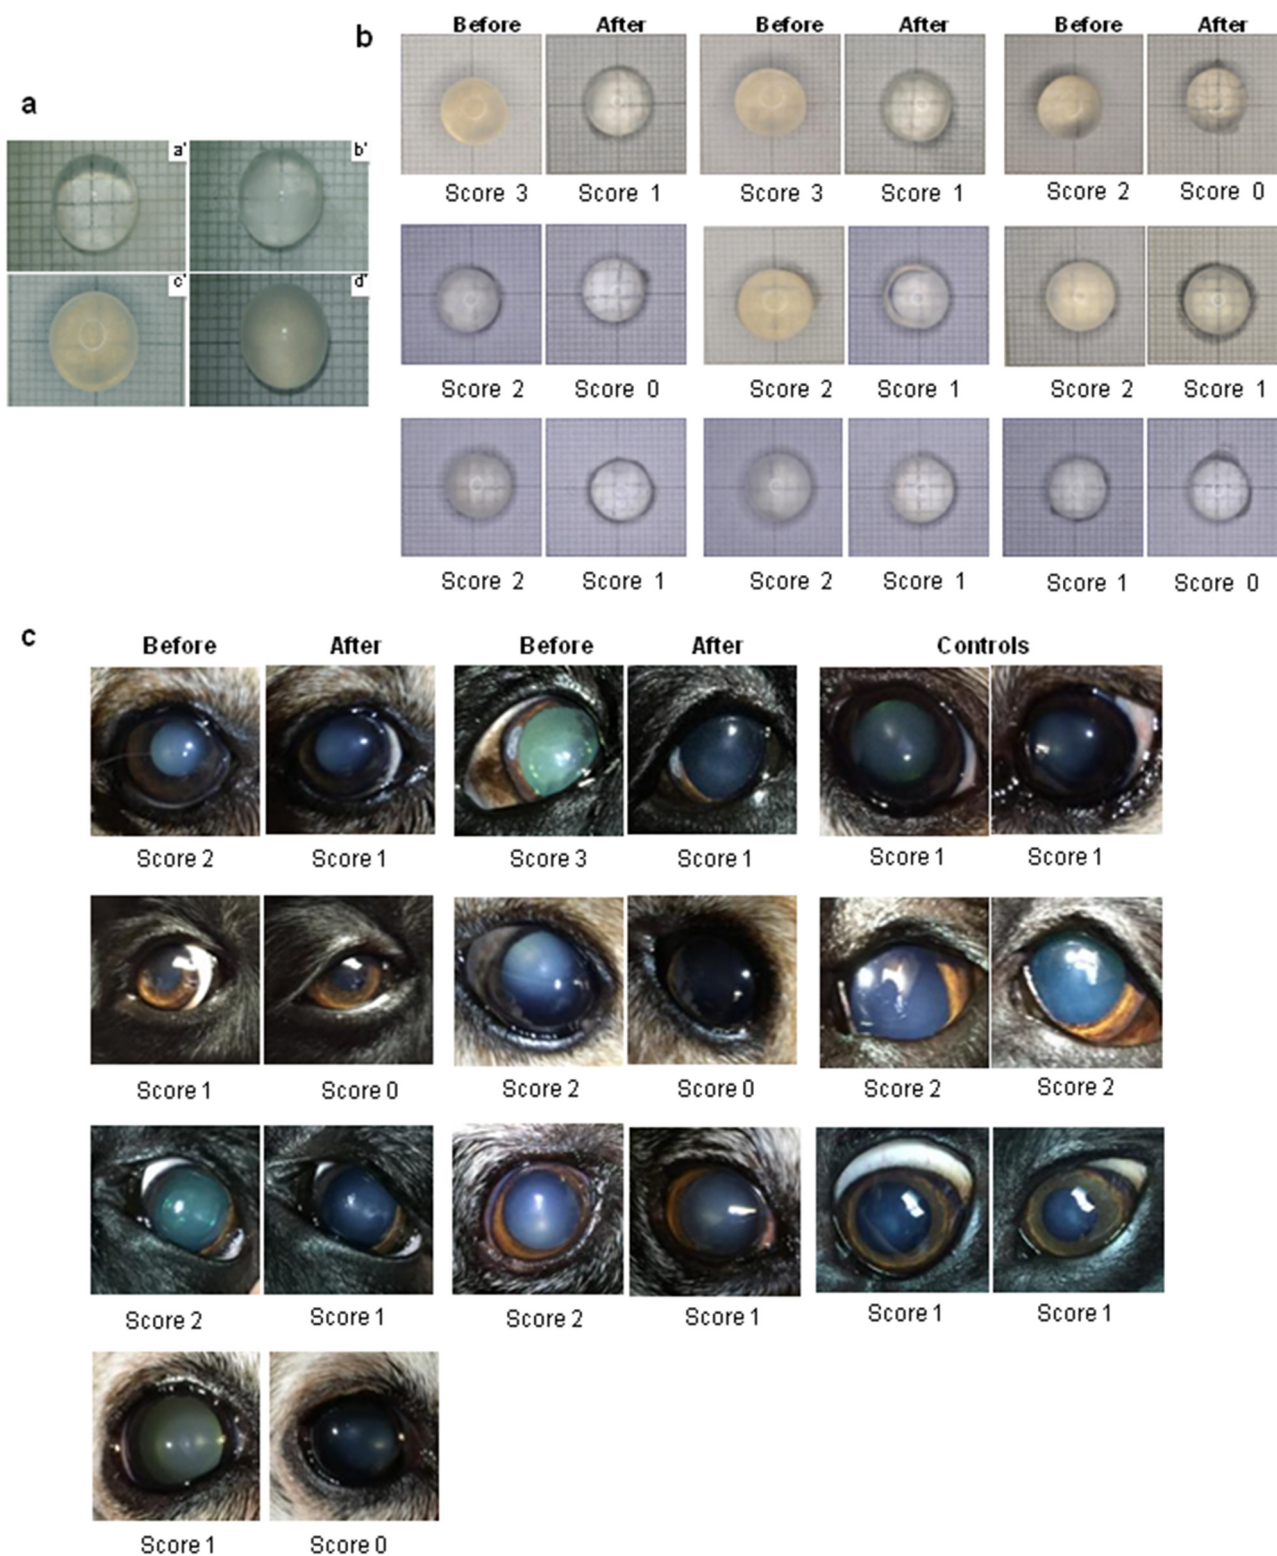 a
a'
b'
c'
d'
b
Before After Before After Before After
Score 3 Score 1 Score 3 Score 1 Score 2 Score 0
Score 2 Score 0 Score 2 Score 1 Score 2 Score 1
Score 2 Score 1 Score 2 Score 1 Score 1 Score 0
c
Before After Before After Controls
Score 2 Score 1 Score 3 Score 1 Score 1 Score 1
Score 1 Score 0 Score 2 Score 0 Score 2 Score 2
Score 2 Score 1 Score 2 Score 1 Score 1 Score 1
Score 1 Score 0